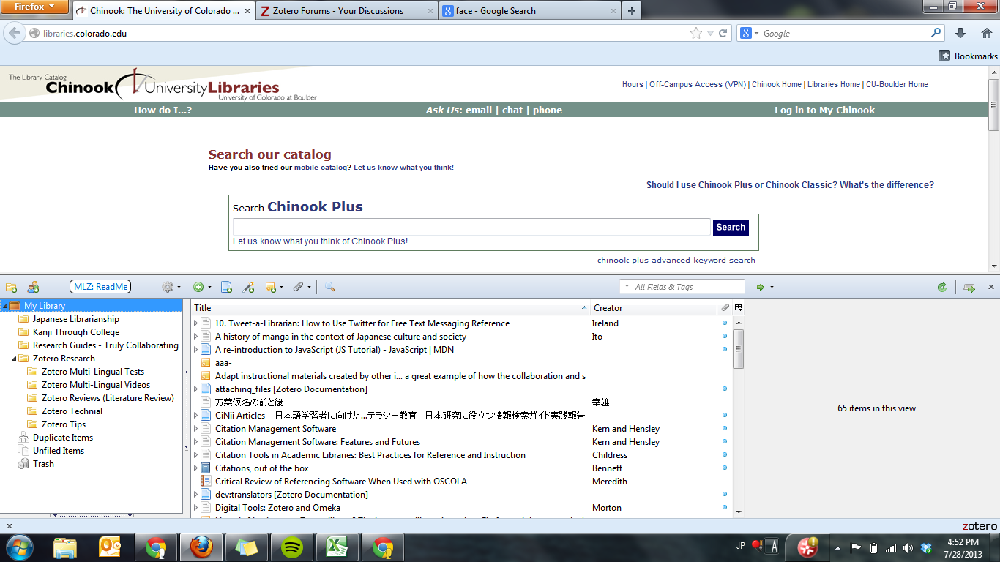 Firefox
Chinook: The University of Colorado ...
Zotero Forums - Your Discussions
face - Google Search
libraries.colorado.edu
Google
Bookmarks
The Library Catalog
Chinook University Libraries
University of Colorado at Boulder
Hours | Off-Campus Access (VPN) | Chinook Home | Libraries Home | CU-Boulder Home
How do I...?
Ask Us: email | chat | phone
Log in to My Chinook
Search our catalog
Have you also tried our mobile catalog? Let us know what you think!
Should I use Chinook Plus or Chinook Classic? What's the difference?
Search Chinook Plus
Search
Let us know what you think of Chinook Plus!
chinook plus advanced keyword search
MLZ: ReadMe
All Fields & Tags
My Library
Japanese Librarianship
Kanji Through College
Research Guides - Truly Collaborating
Zotero Research
Zotero Multi-Lingual Tests
Zotero Multi-Lingual Videos
Zotero Reviews (Literature Review)
Zotero Technial
Zotero Tips
Duplicate Items
Unfiled Items
Trash
Title Creator
10. Tweet-a-Librarian: How to Use Twitter for Free Text Messaging Reference Ireland
A history of manga in the context of Japanese culture and society Ito
A re-introduction to JavaScript (JS Tutorial) - JavaScript | MDN
aaa-
Adapt instructional materials created by other i... a great example of how the collaboration and s
attaching_files [Zotero Documentation]
万葉仮名の前と後 幸雄
CiNii Articles - 日本語学習者に向けた...テラシー教育 - 日本研究に役立つ情報検索ガイド実践報告
Citation Management Software Kern and Hensley
Citation Management Software: Features and Futures Kern and Hensley
Citation Tools in Academic Libraries: Best Practices for Reference and Instruction Childress
Citations, out of the box Bennett
Critical Review of Referencing Software When Used with OSCOLA Meredith
dev:translators [Zotero Documentation]
Digital Tools: Zotero and Omeka Morton
65 items in this view
zotero
JP
A
4:52 PM
7/28/2013